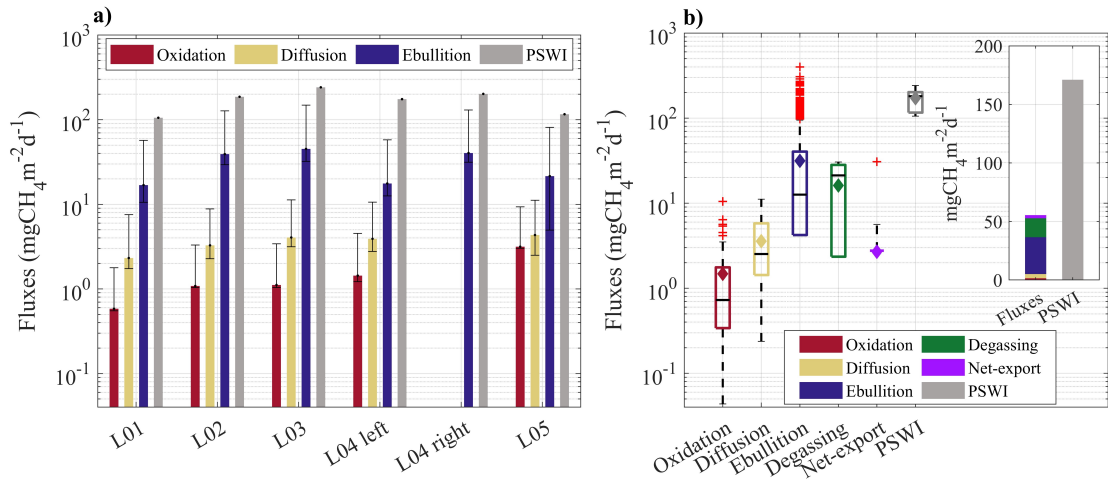 a)
Oxidation Diffusion Ebullition PSWI
Fluxes (mgCH₄m⁻²d⁻¹)
10³
10²
10¹
10⁰
10⁻¹
L01 L02 L03 L04 left L04 right L05
b)
Fluxes (mgCH₄m⁻²d⁻¹)
10³
10²
10¹
10⁰
10⁻¹
Oxidation Diffusion Ebullition Degassing Net-export PSWI
mgCH₄m⁻²d⁻¹
200
150
100
50
0
Fluxes PSWI
Oxidation Degassing
Diffusion Net-export
Ebullition PSWI